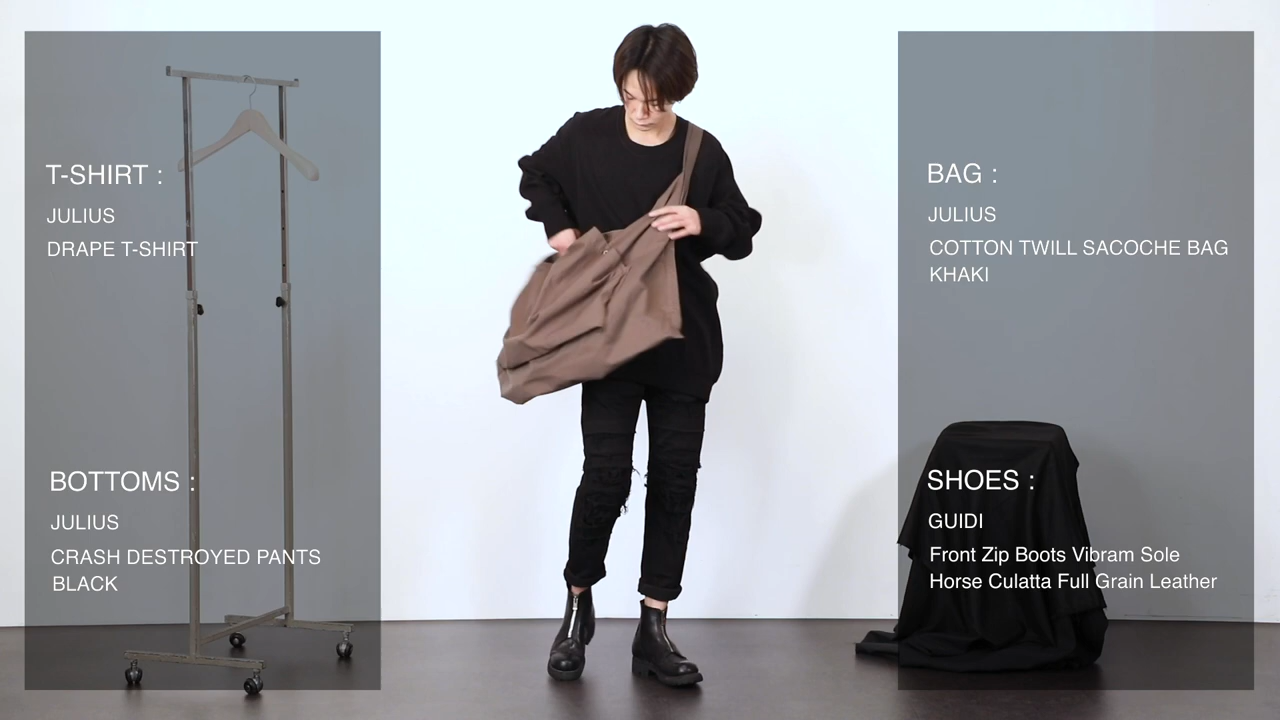 T-SHIRT :
JULIUS
DRAPE T-SHIRT
BOTTOMS :
JULIUS
CRASH DESTROYED PANTS
BLACK
BAG :
JULIUS
COTTON TWILL SACOCHE BAG
KHAKI
SHOES :
GUIDI
Front Zip Boots Vibram Sole
Horse Culatta Full Grain Leather